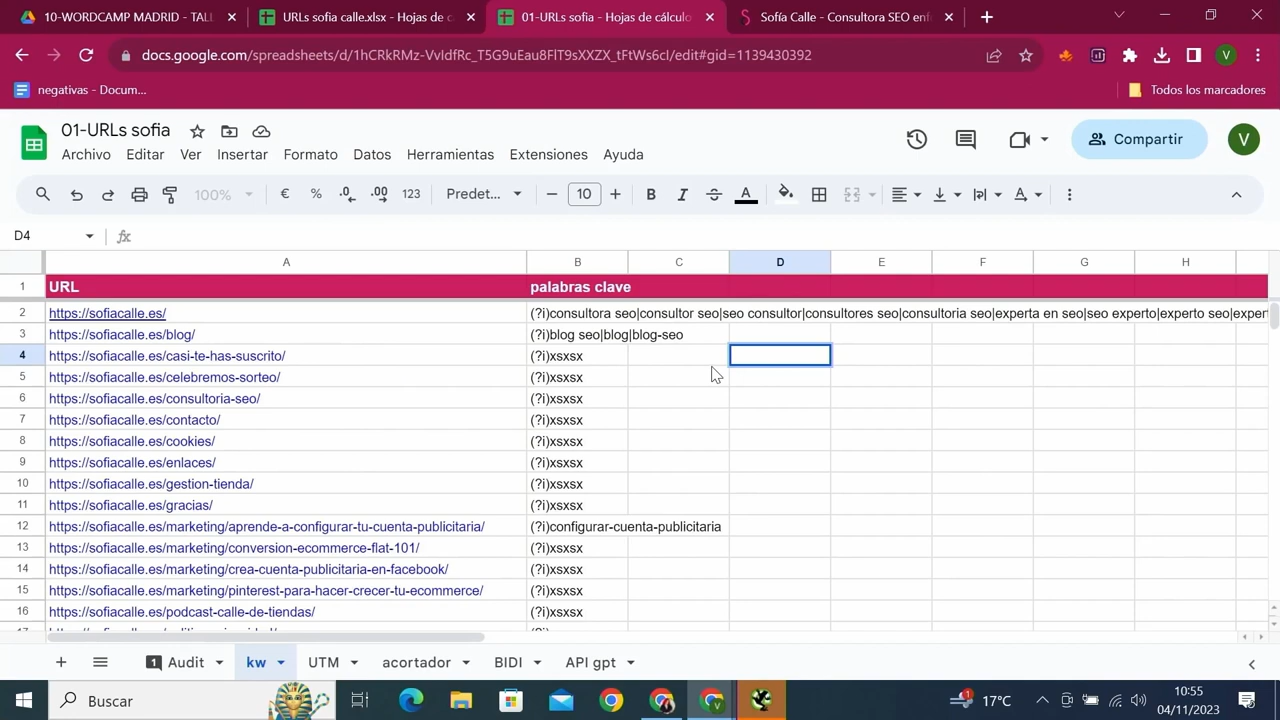 10-WORDCAMP MADRID - TAL
URLs sofia calle.xlsx - Hojas de c
01-URLs sofia - Hojas de cálculo
Sofía Calle - Consultora SEO enf
docs.google.com/spreadsheets/d/1hCRkRMz-VvIdfRc_T5G9uEau8FlT9sXXZX_tFtWs6cI/edit#gid=1139430392
V
negativas - Docum...
Todos los marcadores
01-URLs sofia
Compartir
V
Archivo Editar Ver Insertar Formato Datos Herramientas Extensiones Ayuda
100% € % .0 .00 123 Predet... 10 B I S A
D4 fx
A B C D E F G H
1 URL palabras clave
2 https://sofiacalle.es/ (?i)consultora seo|consultor seo|seo consultor|consultores seo|consultoria seo|experta en seo|seo experto|experto seo|expert
3 https://sofiacalle.es/blog/ (?i)blog seo|blog|blog-seo
4 https://sofiacalle.es/casi-te-has-suscrito/ (?i)xsxsx
5 https://sofiacalle.es/celebremos-sorteo/ (?i)xsxsx
6 https://sofiacalle.es/consultoria-seo/ (?i)xsxsx
7 https://sofiacalle.es/contacto/ (?i)xsxsx
8 https://sofiacalle.es/cookies/ (?i)xsxsx
9 https://sofiacalle.es/enlaces/ (?i)xsxsx
10 https://sofiacalle.es/gestion-tienda/ (?i)xsxsx
11 https://sofiacalle.es/gracias/ (?i)xsxsx
12 https://sofiacalle.es/marketing/aprende-a-configurar-tu-cuenta-publicitaria/ (?i)configurar-cuenta-publicitaria
13 https://sofiacalle.es/marketing/conversion-ecommerce-flat-101/ (?i)xsxsx
14 https://sofiacalle.es/marketing/crea-cuenta-publicitaria-en-facebook/ (?i)xsxsx
15 https://sofiacalle.es/marketing/pinterest-para-hacer-crecer-tu-ecommerce/ (?i)xsxsx
16 https://sofiacalle.es/podcast-calle-de-tiendas/ (?i)xsxsx
1 Audit kw UTM acortador BIDI API gpt
Buscar
1 17°C
10:55
04/11/2023